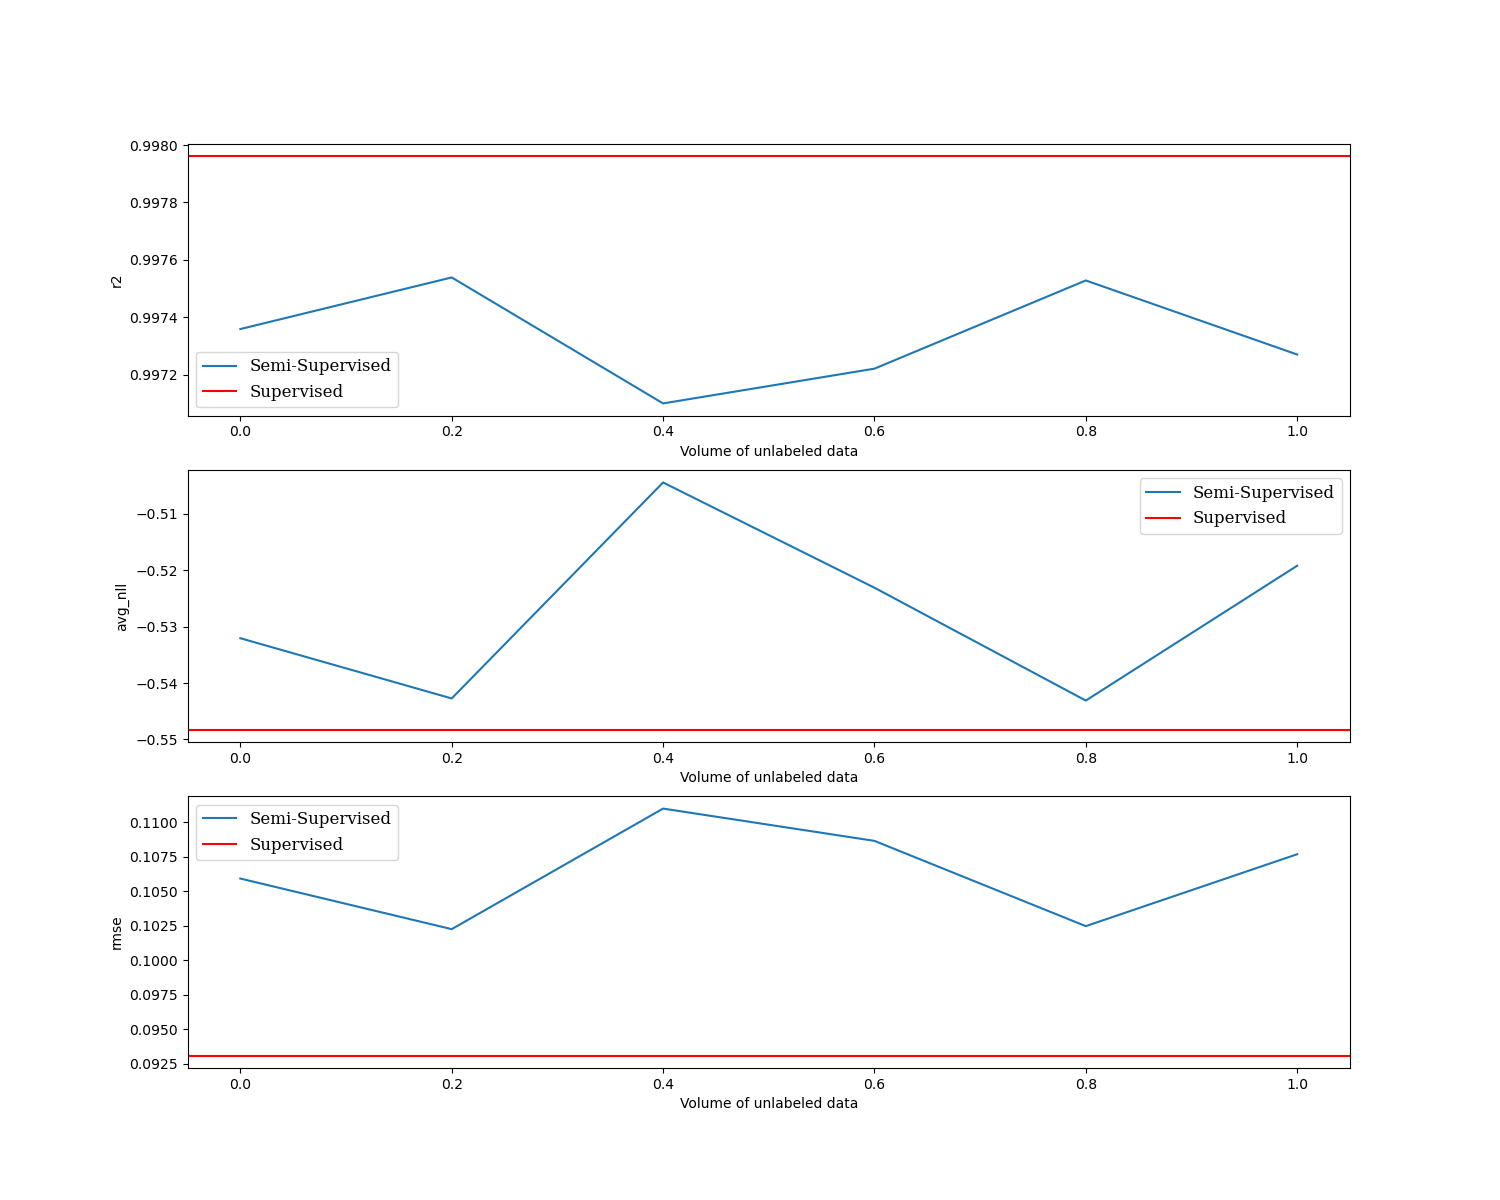 0.9980
0.9978
0.9976
0.9974
0.9972
r2
Semi-Supervised
Supervised
0.0 0.2 0.4 0.6 0.8 1.0
Volume of unlabeled data
−0.51
−0.52
−0.53
−0.54
−0.55
avg_nll
Semi-Supervised
Supervised
0.0 0.2 0.4 0.6 0.8 1.0
Volume of unlabeled data
0.1100
0.1075
0.1050
0.1025
0.1000
0.0975
0.0950
0.0925
rmse
Semi-Supervised
Supervised
0.0 0.2 0.4 0.6 0.8 1.0
Volume of unlabeled data